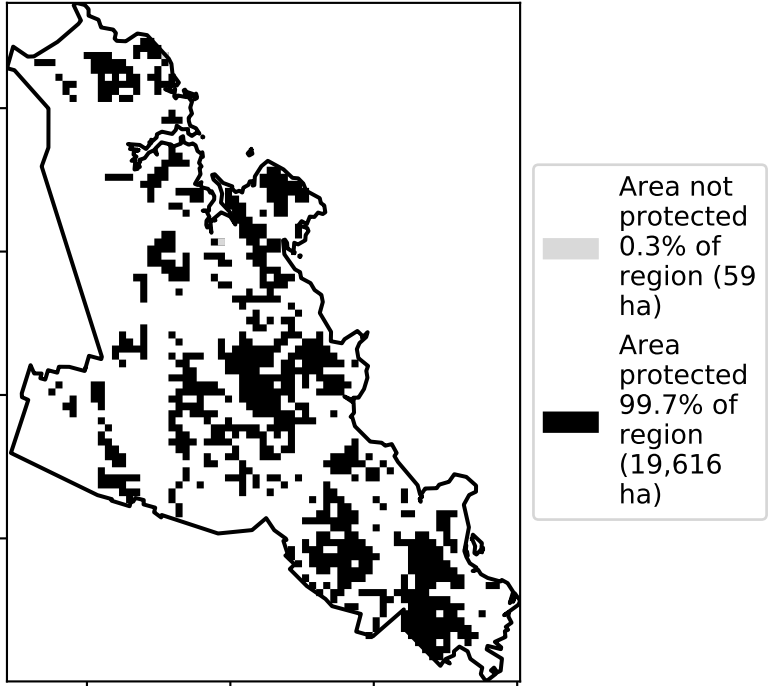 Area not
protected
0.3% of
region (59
ha)
Area
protected
99.7% of
region
(19,616
ha)